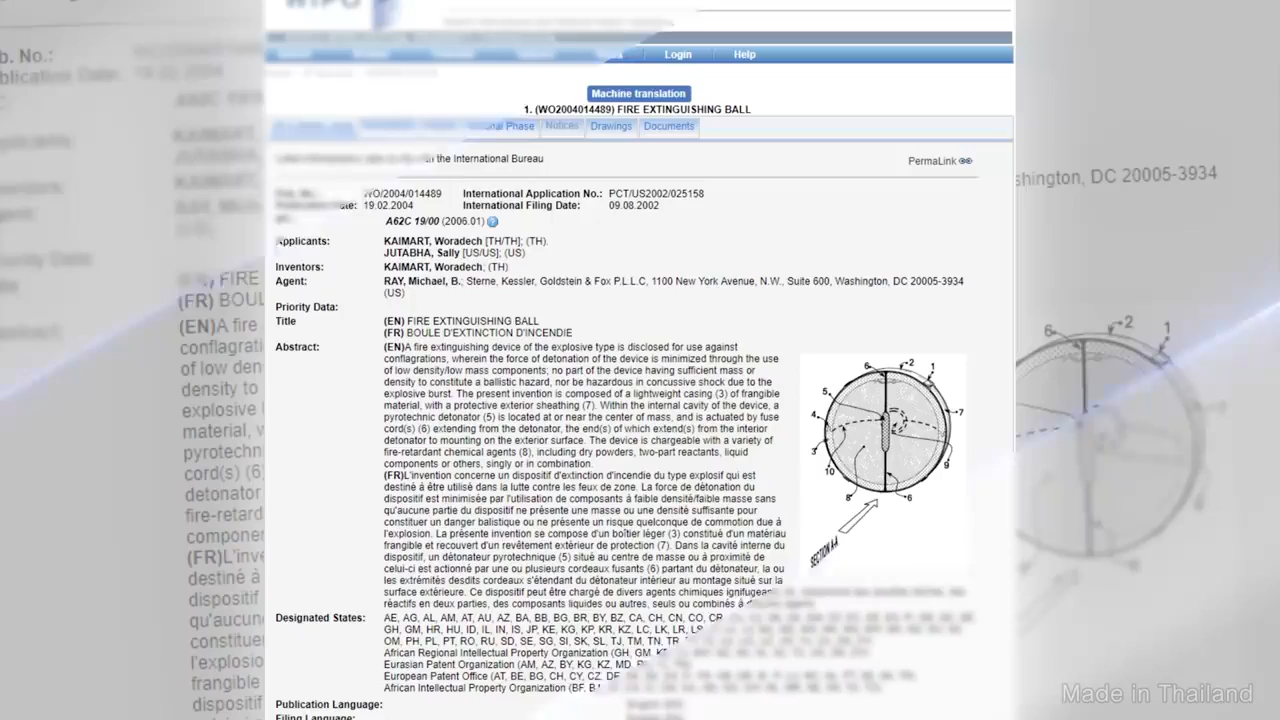 Login Help
Machine translation
1. (WO2004014489) FIRE EXTINGUISHING BALL
Phase Notices Drawings Documents
the International Bureau
PermaLink
WO/2004/014489 International Application No.: PCT/US2002/025158
19.02.2004 International Filing Date: 09.08.2002
A62C 19/00 (2006.01)
Applicants: KAIMART, Woradech [TH/TH]; (TH).
JUTABHA, Sally [US/US]; (US)
Inventors: KAIMART, Woradech; (TH)
Agent: RAY, Michael, B.; Sterne, Kessler, Goldstein & Fox P.L.L.C, 1100 New York Avenue, N.W., Suite 600, Washington, DC 20005-3934
(US)
Priority Data:
Title (EN) FIRE EXTINGUISHING BALL
(FR) BOULE D'EXTINCTION D'INCENDIE
Abstract: (EN)A fire extinguishing device of the explosive type is disclosed for use against
conflagrations, wherein the force of detonation of the device is minimized through the use
of low density/low mass components; no part of the device having sufficient mass or
density to constitute a ballistic hazard, nor be hazardous in concussive shock due to the
explosive burst. The present invention is composed of a lightweight casing (3) of frangible
material, with a protective exterior sheathing (7). Within the internal cavity of the device, a
pyrotechnic detonator (5) is located at or near the center of mass, and is actuated by fuse
cord(s) (6) extending from the detonator, the end(s) of which extend(s) from the interior
detonator to mounting on the exterior surface. The device is chargeable with a variety of
fire-retardant chemical agents (8), including dry powders, two-part reactants, liquid
components or others, singly or in combination.
(FR)L'invention concerne un dispositif d'extinction d'incendie du type explosif qui est
destiné à être utilisé dans la lutte contre les feux de zone. La force de détonation du
dispositif est minimisée par l'utilisation de composants à faible densité/faible masse sans
qu'aucune partie du dispositif ne présente une masse ou une densité suffisante pour
constituer un danger balistique ou ne présente un risque quelconque de commotion due à
l'explosion. La présente invention se compose d'un boîtier léger (3) constitué d'un matériau
frangible et recouvert d'un revêtement extérieur de protection (7). Dans la cavité interne du
dispositif, un détonateur pyrotechnique (5) situé au centre de masse ou à proximité de
celui-ci est actionné par une ou plusieurs cordeaux fusants (6) partant du détonateur, la ou
les extrémités desdits cordeaux s'étendant du détonateur intérieur au montage situé sur la
surface extérieure. Ce dispositif peut être chargé de divers agents chimiques ignifugeants
réactifs en deux parties, des composants liquides ou autres, seuls ou combinés à
6 2 1 5 4 3 10 8 6 9 7
SECTION A-A
Designated States: AE, AG, AL, AM, AT, AU, AZ, BA, BB, BG, BR, BY, BZ, CA, CH, CN, CO, CR
GH, GM, HR, HU, ID, IL, IN, IS, JP, KE, KG, KP, KR, KZ, LC, LK, LR, LS
OM, PH, PL, PT, RO, RU, SD, SE, SG, SI, SK, SL, TJ, TM, TN, TR
African Regional Intellectual Property Organization (GH, GM,
Eurasian Patent Organization (AM, AZ, BY, KG, KZ, MD
European Patent Office (AT, BE, BG, CH, CY, CZ, DE
African Intellectual Property Organization (BF, BJ
Publication Language:
Filing Language:
Made in Thailand